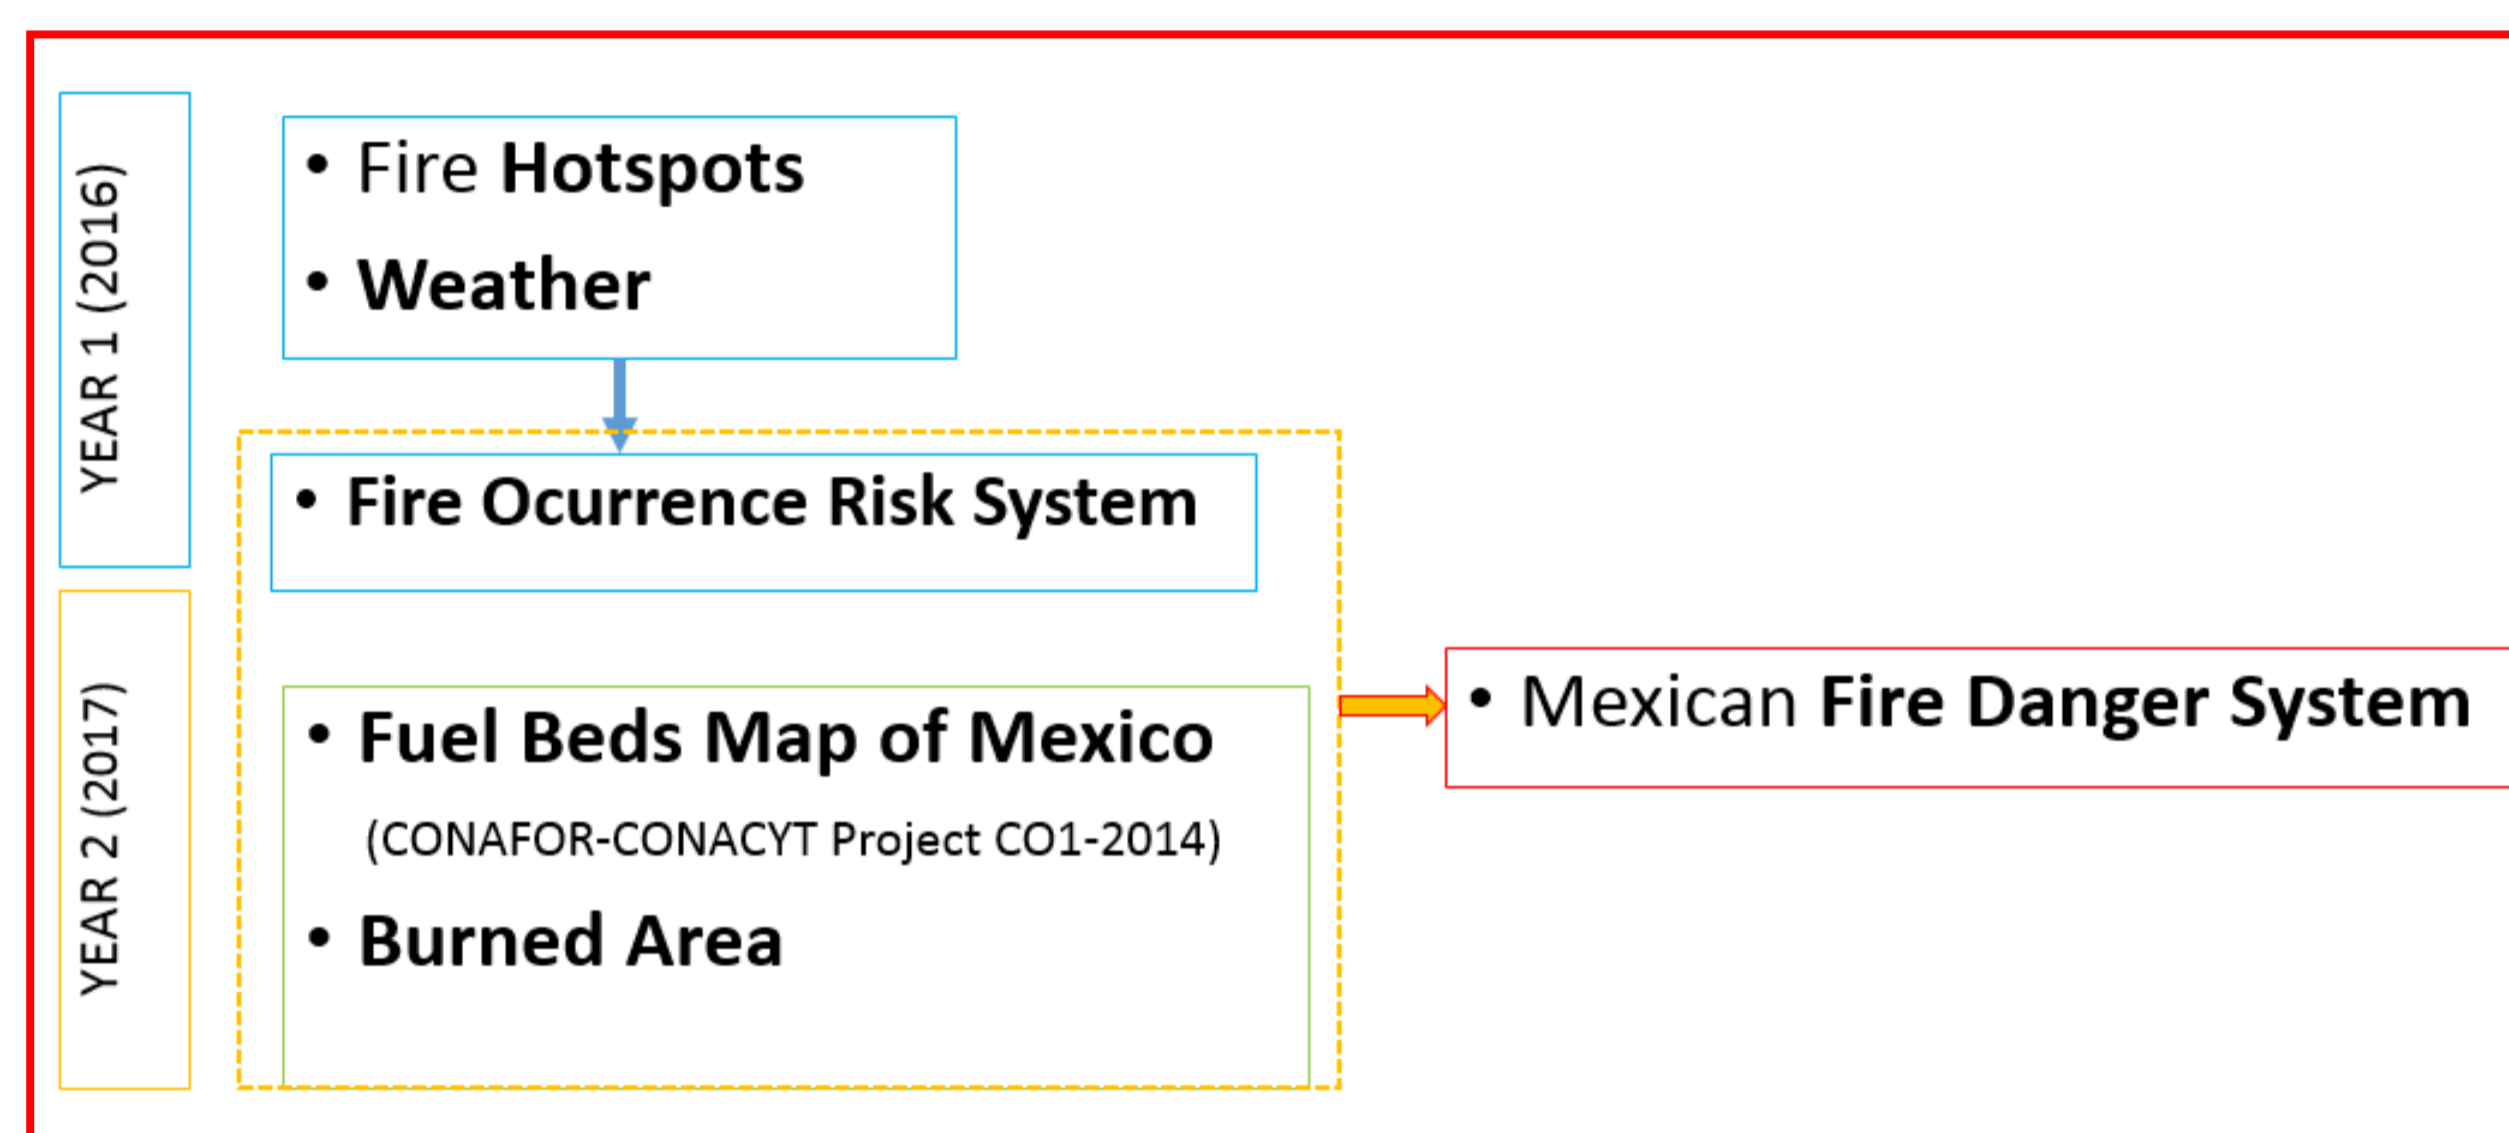 YEAR 1 (2016)
• Fire Hotspots
• Weather
• Fire Ocurrence Risk System
YEAR 2 (2017)
• Fuel Beds Map of Mexico
(CONAFOR-CONACYT Project CO1-2014)
• Burned Area
• Mexican Fire Danger System